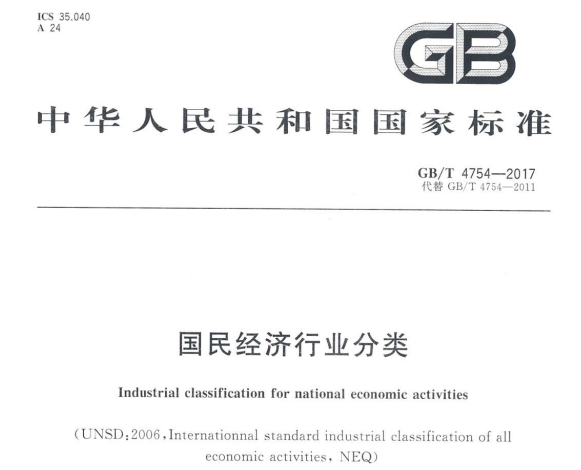 ICS 35.040
A 24
GB
中华人民共和国国家标准
GB/T 4754—2017
代替 GB/T 4754—2011
国民经济行业分类
Industrial classification for national economic activities
(UNSD:2006,Internationnal standard industrial classification of all
economic activities, NEQ)